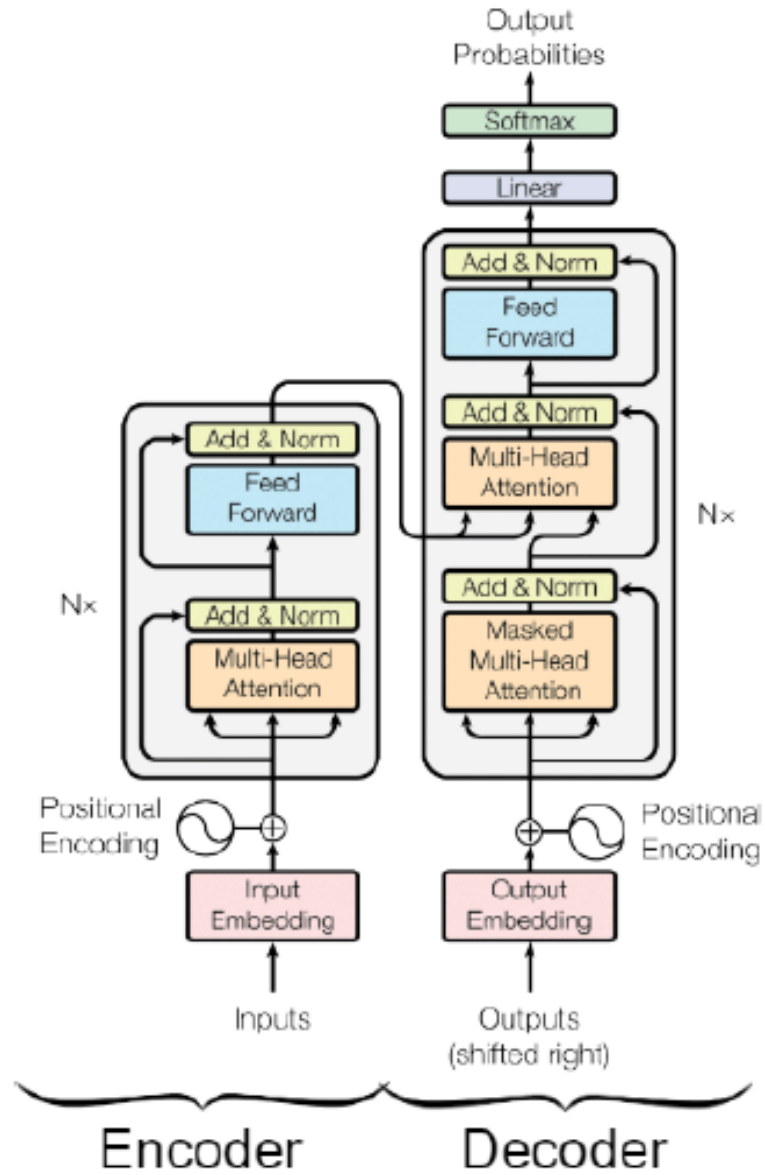 Output
Probabilities
Softmax
Linear
Add & Norm
Feed
Forward
Add & Norm
Multi-Head
Attention
Add & Norm
Masked
Multi-Head
Attention
Nx
Add & Norm
Feed
Forward
Add & Norm
Multi-Head
Attention
Nx
Positional
Encoding
Positional
Encoding
Input
Embedding
Output
Embedding
Inputs
Outputs
(shifted right)
Encoder
Decoder